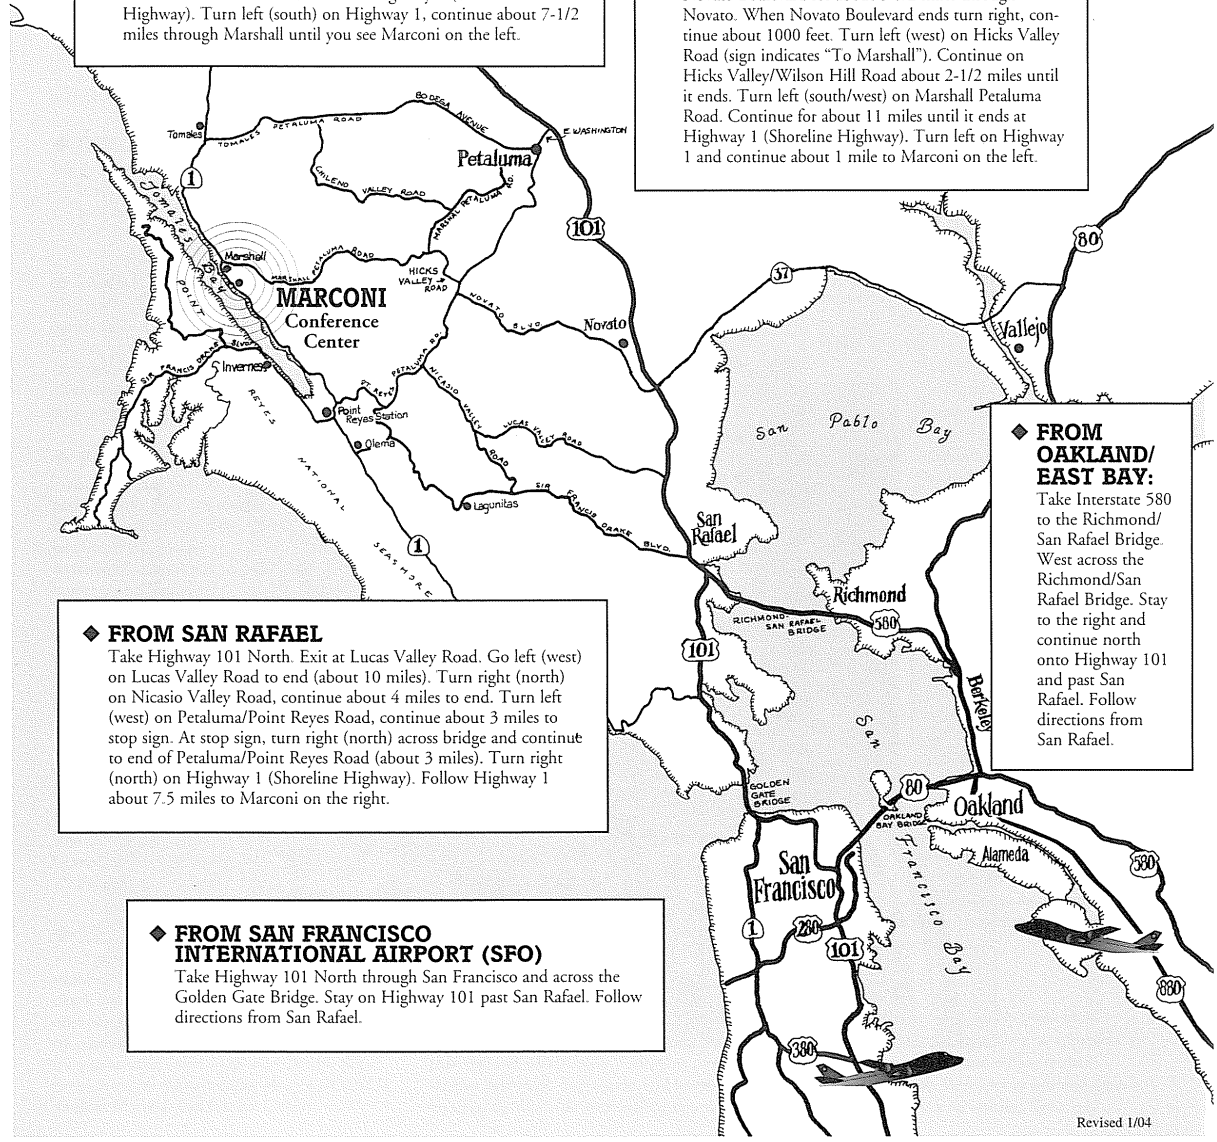 Highway). Turn left (south) on Highway 1, continue about 7-1/2
miles through Marshall until you see Marconi on the left.
Novato. When Novato Boulevard ends turn right, con-
tinue about 1000 feet. Turn left (west) on Hicks Valley
Road (sign indicates “To Marshall”). Continue on
Hicks Valley/Wilson Hill Road about 2-1/2 miles until
it ends. Turn left (south/west) on Marshall Petaluma
Road. Continue for about 11 miles until it ends at
Highway 1 (Shoreline Highway). Turn left on Highway
1 and continue about 1 mile to Marconi on the left.
BODEGA AVENUE
TOMALES PETALUMA ROAD
Tomales
E. WASHINGTON
Petaluma
1
CHILENO VALLEY ROAD
MARSHAL PETALUMA RD.
Tomales Bay
101
80
Marshall
MARSHALL PETALUMA ROAD
HICKS
VALLEY
ROAD
37
POINT
MARCONI
Conference
Center
NOVATO BLVD.
Novato
Vallejo
SIR FRANCIS DRAKE BLVD.
Inverness
PT. REYES PETALUMA RD.
NICASIO VALLEY ROAD
REYES
Point
Reyes Station
Olema
LUCAS VALLEY ROAD
San Pablo Bay
NATIONAL
Lagunitas
SIR FRANCIS DRAKE BLVD.
San
Rafael
1
SEASHORE
FROM
OAKLAND/
EAST BAY:
Take Interstate 580
to the Richmond/
San Rafael Bridge.
West across the
Richmond/San
Rafael Bridge. Stay
to the right and
continue north
onto Highway 101
and past San
Rafael. Follow
directions from
San Rafael.
Richmond
RICHMOND-
SAN RAFAEL
BRIDGE
580
101
FROM SAN RAFAEL
Take Highway 101 North. Exit at Lucas Valley Road. Go left (west)
on Lucas Valley Road to end (about 10 miles). Turn right (north)
on Nicasio Valley Road, continue about 4 miles to end. Turn left
(west) on Petaluma/Point Reyes Road, continue about 3 miles to
stop sign. At stop sign, turn right (north) across bridge and continue
to end of Petaluma/Point Reyes Road (about 3 miles). Turn right
(north) on Highway 1 (Shoreline Highway). Follow Highway 1
about 7.5 miles to Marconi on the right.
Berkeley
San Francisco Bay
GOLDEN
GATE
BRIDGE
80
OAKLAND
BAY BRIDGE
Oakland
Alameda
580
San
Francisco
1
280
101
880
FROM SAN FRANCISCO
INTERNATIONAL AIRPORT (SFO)
Take Highway 101 North through San Francisco and across the
Golden Gate Bridge. Stay on Highway 101 past San Rafael. Follow
directions from San Rafael.
380
Revised 1/04